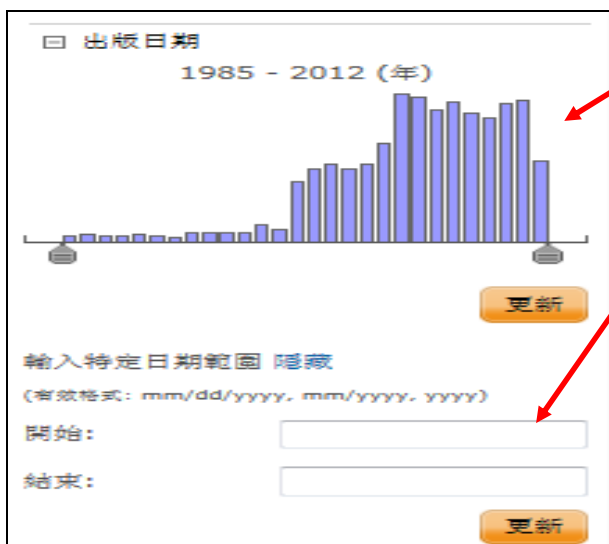 出版日期
1985 - 2012 (年)
更新
輸入特定日期範圍 隱藏
(有效格式: mm/dd/yyyy, mm/yyyy, yyyy)
開始:
結束:
更新